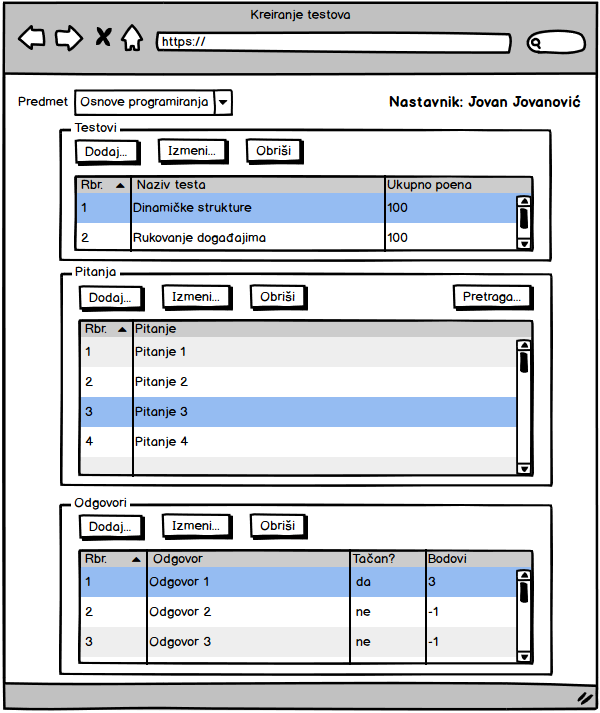 Kreiranje testova
https://
Predmet Osnove programiranja Nastavnik: Jovan Jovanović
Testovi
Dodaj... Izmeni... Obriši
Rbr. Naziv testa Ukupno poena
1 Dinamičke strukture 100
2 Rukovanje događajima 100
Pitanja
Dodaj... Izmeni... Obriši Pretraga...
Rbr. Pitanje
1 Pitanje 1
2 Pitanje 2
3 Pitanje 3
4 Pitanje 4
Odgovori
Dodaj... Izmeni... Obriši
Rbr. Odgovor Tačan? Bodovi
1 Odgovor 1 da 3
2 Odgovor 2 ne -1
3 Odgovor 3 ne -1